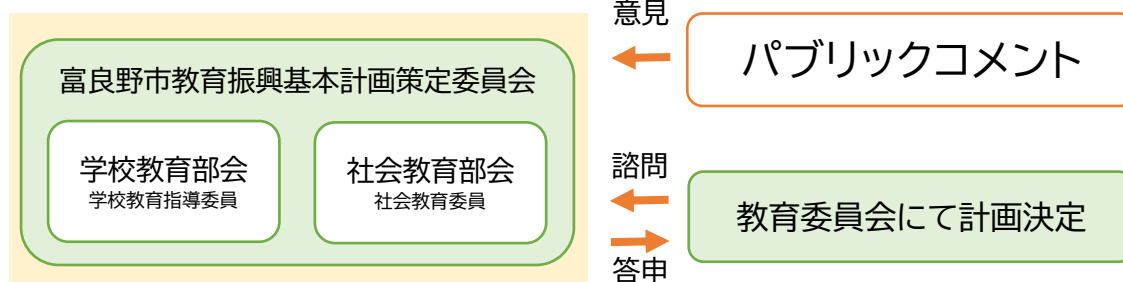 富良野市教育振興基本計画策定委員会
学校教育部会
学校教育指導委員
社会教育部会
社会教育委員
意見
パブリックコメント
諮問
答申
教育委員会にて計画決定